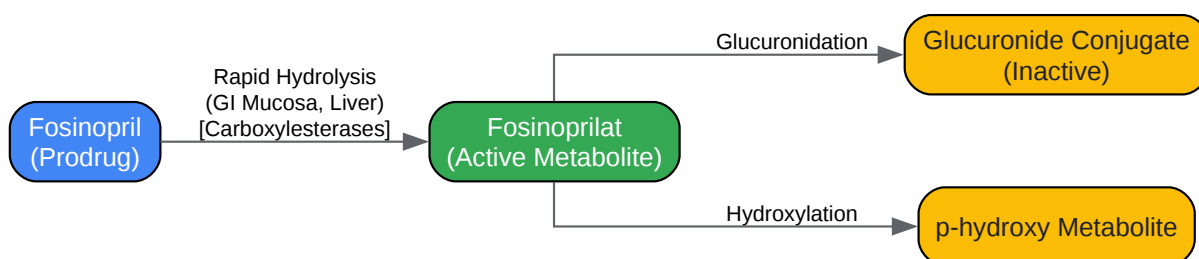 Fosinopril
(Prodrug)
Rapid Hydrolysis
(GI Mucosa, Liver)
[Carboxylesterases]
Fosinoprilat
(Active Metabolite)
Glucuronidation
Glucuronide Conjugate
(Inactive)
Hydroxylation
p-hydroxy Metabolite